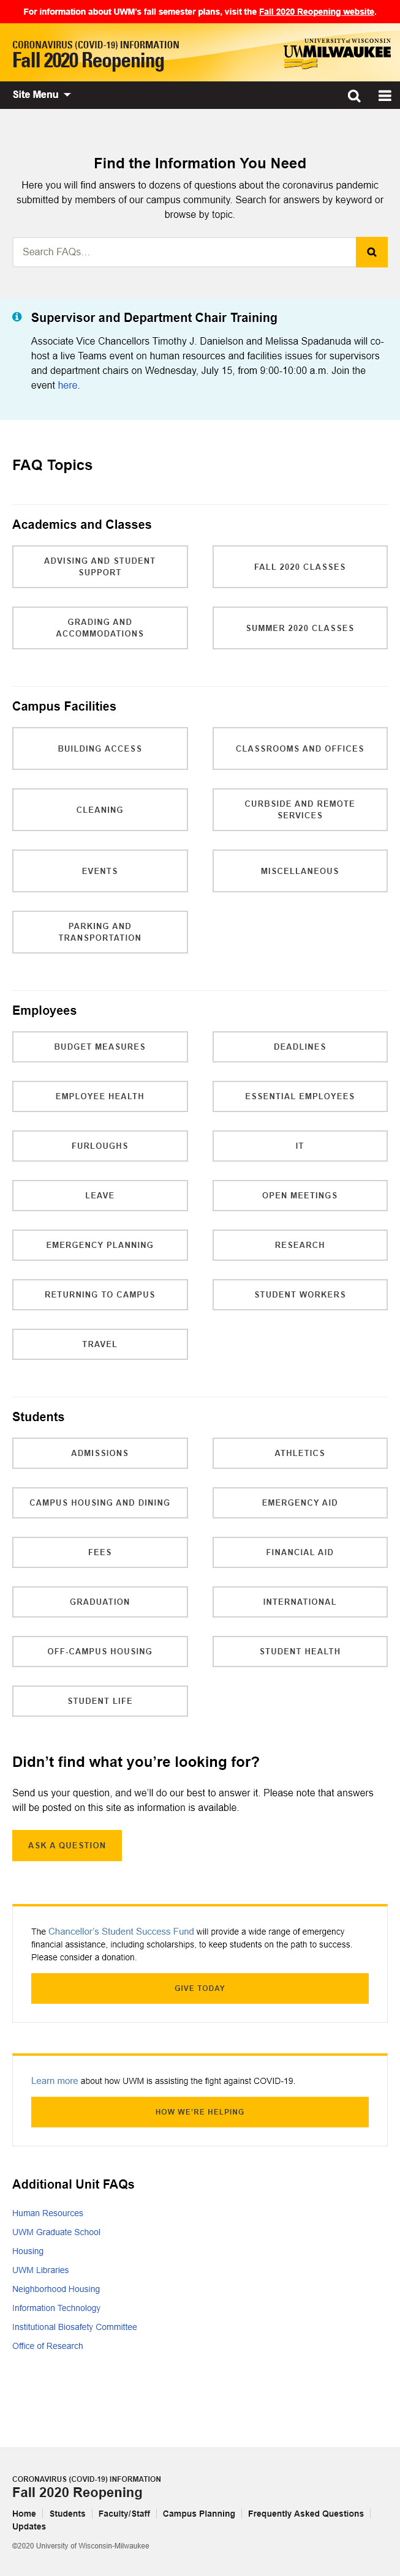 For information about UWM's fall semester plans, visit the Fall 2020 Reopening website.
CORONAVIRUS (COVID-19) INFORMATION
Fall 2020 Reopening
UNIVERSITY of WISCONSIN
UWMILWAUKEE
Site Menu
Find the Information You Need
Here you will find answers to dozens of questions about the coronavirus pandemic
submitted by members of our campus community. Search for answers by keyword or
browse by topic.
Search FAQs...
Supervisor and Department Chair Training
Associate Vice Chancellors Timothy J. Danielson and Melissa Spadanuda will co-
host a live Teams event on human resources and facilities issues for supervisors
and department chairs on Wednesday, July 15, from 9:00-10:00 a.m. Join the
event here.
FAQ Topics
Academics and Classes
ADVISING AND STUDENT
SUPPORT
FALL 2020 CLASSES
GRADING AND
ACCOMMODATIONS
SUMMER 2020 CLASSES
Campus Facilities
BUILDING ACCESS
CLASSROOMS AND OFFICES
CLEANING
CURBSIDE AND REMOTE
SERVICES
EVENTS
MISCELLANEOUS
PARKING AND
TRANSPORTATION
Employees
BUDGET MEASURES
DEADLINES
EMPLOYEE HEALTH
ESSENTIAL EMPLOYEES
FURLOUGHS
IT
LEAVE
OPEN MEETINGS
EMERGENCY PLANNING
RESEARCH
RETURNING TO CAMPUS
STUDENT WORKERS
TRAVEL
Students
ADMISSIONS
ATHLETICS
CAMPUS HOUSING AND DINING
EMERGENCY AID
FEES
FINANCIAL AID
GRADUATION
INTERNATIONAL
OFF-CAMPUS HOUSING
STUDENT HEALTH
STUDENT LIFE
Didn't find what you're looking for?
Send us your question, and we'll do our best to answer it. Please note that answers
will be posted on this site as information is available.
ASK A QUESTION
The Chancellor's Student Success Fund will provide a wide range of emergency
financial assistance, including scholarships, to keep students on the path to success.
Please consider a donation.
GIVE TODAY
Learn more about how UWM is assisting the fight against COVID-19.
HOW WE'RE HELPING
Additional Unit FAQs
Human Resources
UWM Graduate School
Housing
UWM Libraries
Neighborhood Housing
Information Technology
Institutional Biosafety Committee
Office of Research
CORONAVIRUS (COVID-19) INFORMATION
Fall 2020 Reopening
Home Students Faculty/Staff Campus Planning Frequently Asked Questions
Updates
©2020 University of Wisconsin-Milwaukee